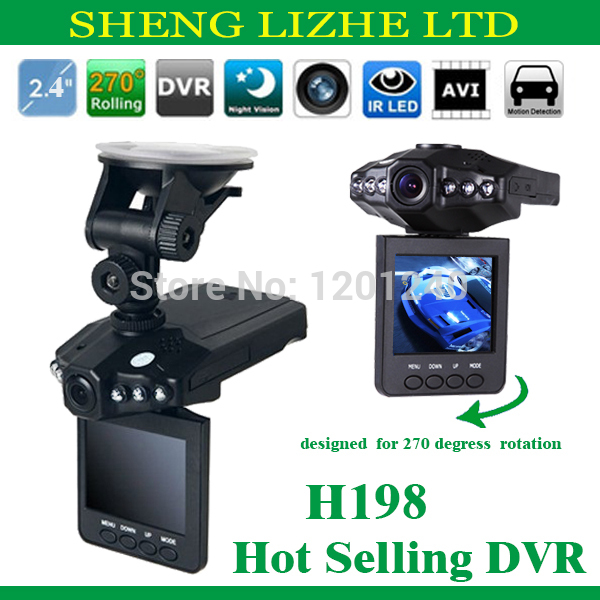 SHENG LIZHE LTD
2.4"
270°
Rolling
DVR
Night Vision
IR LED
AVI
Motion Detection
Store No: 1201240
MENU DOWN UP MODE
MENU DOWN UP MODE
designed for 270 degress rotation
H198
Hot Selling DVR